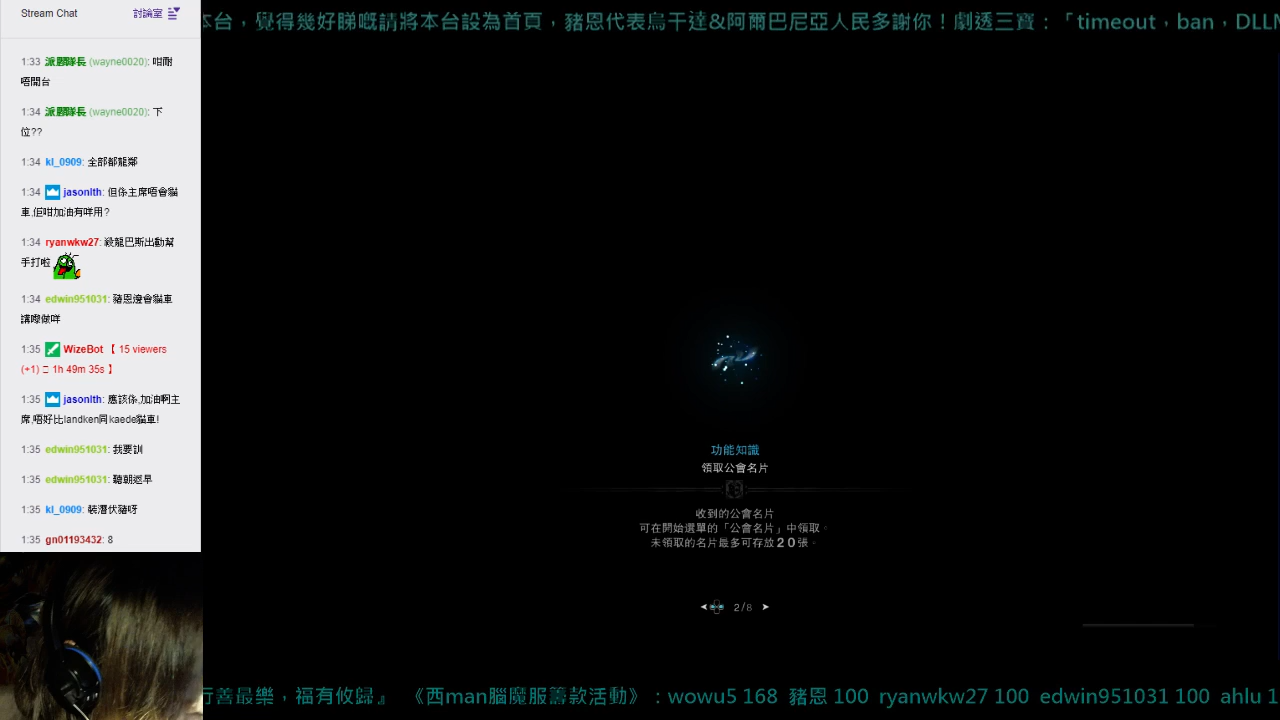 Stream Chat
討論室
本台，覺得幾好睇嘅請將本台設為首頁，豬恩代表烏干達&阿爾巴尼亞人民多謝你！劇透三寶：「timeout，ban，DLLM
1:33 派膠隊長 (wayne0020): 咁耐
唔開台
1:34 派膠隊長 (wayne0020): 下
位??
1:34 kl_0909: 全部都龍鄰
1:34 jasonlth: 但係主席唔會貓
車,佢咁加油有咩用?
1:34 ryanwkw27: 殺龍巴斯出動幫
手打啦
1:34 edwin951031: 豬恩邊會貓車
講嚟做咩
1:35 WizeBot 【 15 viewers
(+1) 1h 49m 35s 】
1:35 jasonlth: 應該係,加油啊主
席,唔好比landken同kaede貓車!
1:35 edwin951031: 我要訓
1:35 edwin951031: 聽朝返早
1:35 kl_0909: 裝潛伏豬呀
1:35 gn01193432: 8
功能知識
領取公會名片
收到的公會名片
可在開始選單的「公會名片」中領取。
未領取的名片最多可存放20張。
2/8
行善最樂，福有攸歸』 《西man腦魔服籌款活動》：wowu5 168 豬恩 100 ryanwkw27 100 edwin951031 100 ahlu 1